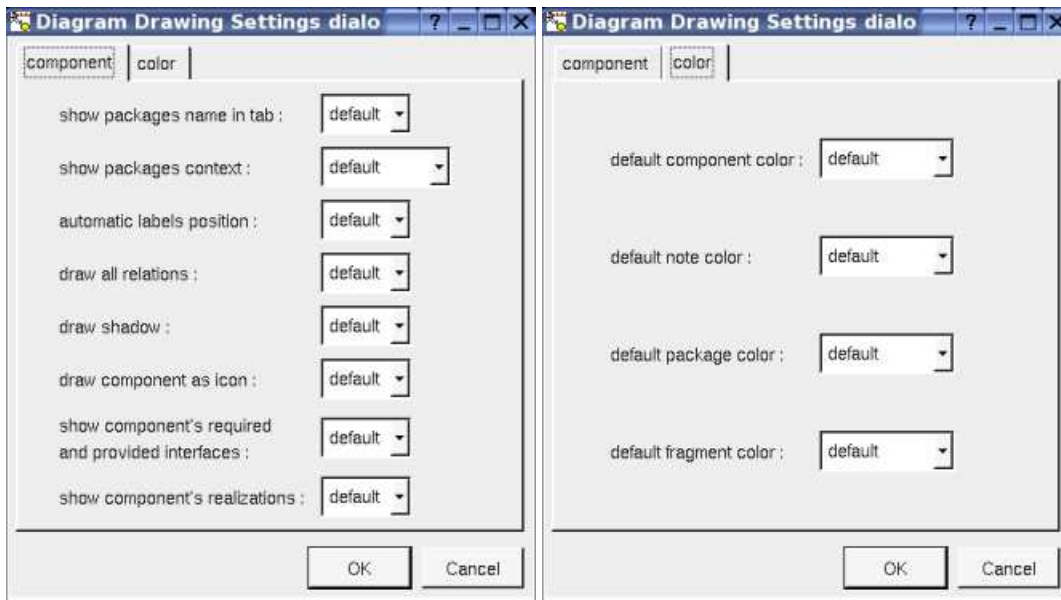 Diagram Drawing Settings dialo ? _ X
component color
show packages name in tab : default
show packages context : default
automatic labels position : default
draw all relations : default
draw shadow : default
draw component as icon : default
show component's required
and provided interfaces : default
show component's realizations : default
OK Cancel
Diagram Drawing Settings dialo ? _ X
component color
default component color : default
default note color : default
default package color : default
default fragment color : default
OK Cancel